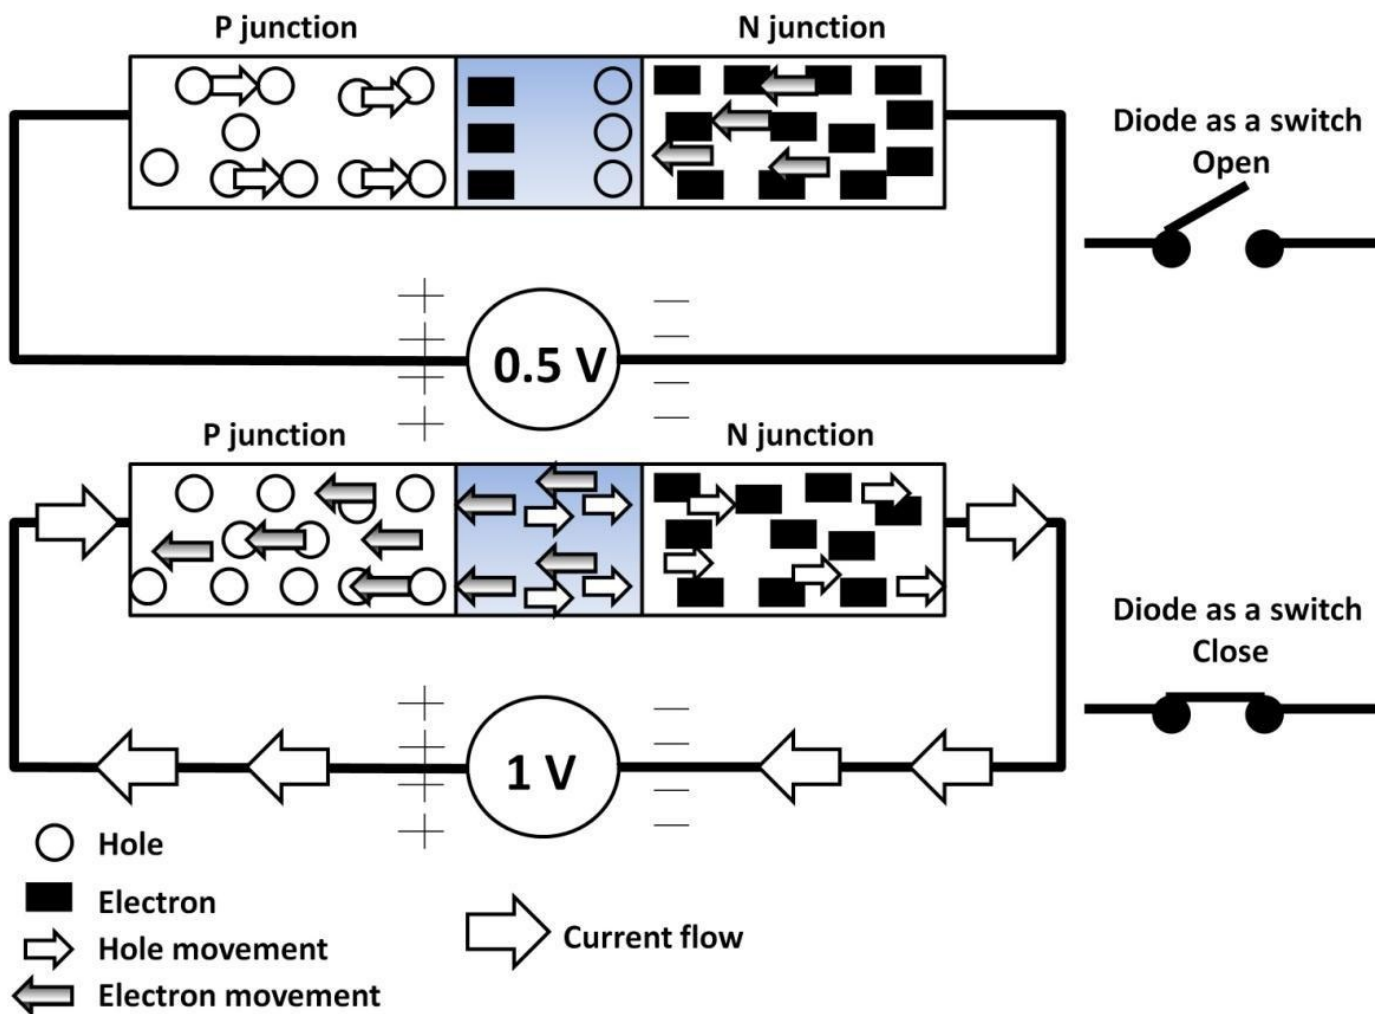 P junction
N junction
Diode as a switch
Open
0.5 V
P junction
N junction
Diode as a switch
Close
1 V
Hole
Electron
Hole movement
Electron movement
Current flow